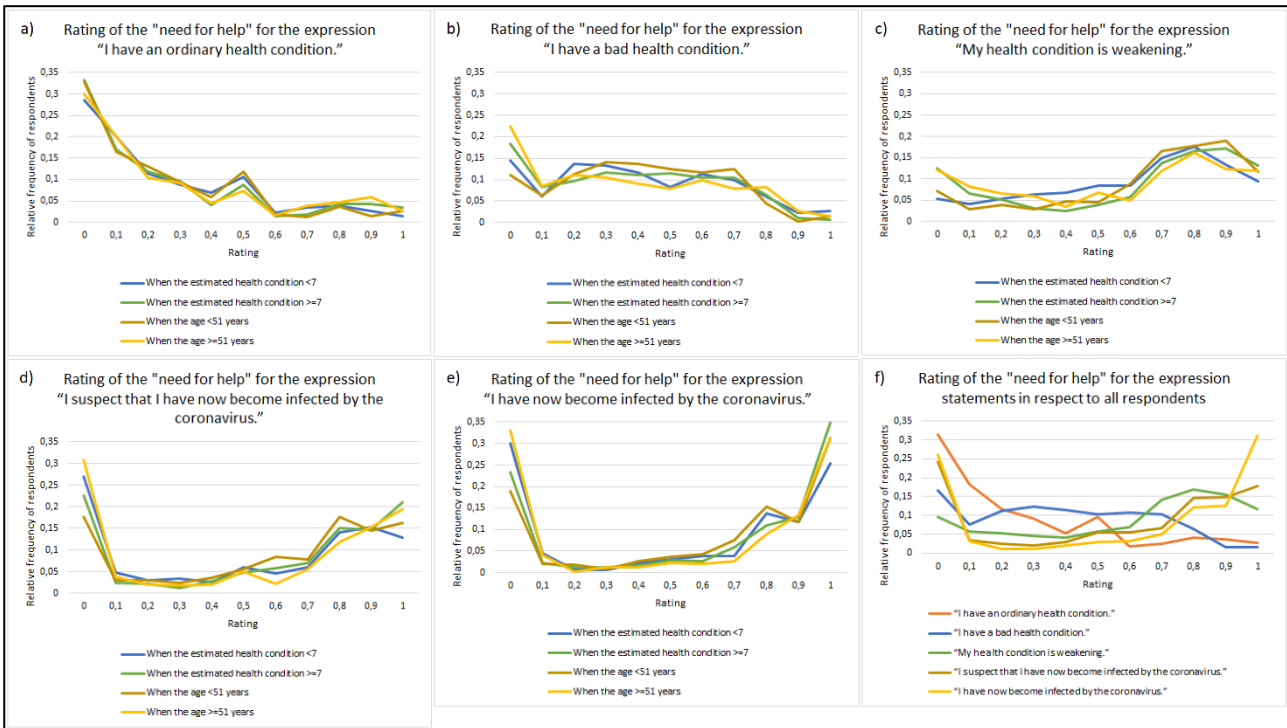 a) Rating of the "need for help" for the expression
“I have an ordinary health condition.”
Relative frequency of respondents
0,35
0,3
0,25
0,2
0,15
0,1
0,05
0
0 0,1 0,2 0,3 0,4 0,5 0,6 0,7 0,8 0,9 1
Rating
When the estimated health condition <7
When the estimated health condition >=7
When the age <51 years
When the age >=51 years
b) Rating of the "need for help" for the expression
“I have a bad health condition.”
Relative frequency of respondents
0,35
0,3
0,25
0,2
0,15
0,1
0,05
0
0 0,1 0,2 0,3 0,4 0,5 0,6 0,7 0,8 0,9 1
Rating
When the estimated health condition <7
When the estimated health condition >=7
When the age <51 years
When the age >=51 years
c) Rating of the "need for help" for the expression
“My health condition is weakening.”
Relative frequency of respondents
0,35
0,3
0,25
0,2
0,15
0,1
0,05
0
0 0,1 0,2 0,3 0,4 0,5 0,6 0,7 0,8 0,9 1
Rating
When the estimated health condition <7
When the estimated health condition >=7
When the age <51 years
When the age >=51 years
d) Rating of the "need for help" for the expression
“I suspect that I have now become infected by the
coronavirus.”
Relative frequency of respondents
0,35
0,3
0,25
0,2
0,15
0,1
0,05
0
0 0,1 0,2 0,3 0,4 0,5 0,6 0,7 0,8 0,9 1
Rating
When the estimated health condition <7
When the estimated health condition >=7
When the age <51 years
When the age >=51 years
e) Rating of the "need for help" for the expression
“I have now become infected by the coronavirus.”
Relative frequency of respondents
0,35
0,3
0,25
0,2
0,15
0,1
0,05
0
0 0,1 0,2 0,3 0,4 0,5 0,6 0,7 0,8 0,9 1
Rating
When the estimated health condition <7
When the estimated health condition >=7
When the age <51 years
When the age >=51 years
f) Rating of the "need for help" for the expression
statements in respect to all respondents
Relative frequency of respondents
0,35
0,3
0,25
0,2
0,15
0,1
0,05
0
0 0,1 0,2 0,3 0,4 0,5 0,6 0,7 0,8 0,9 1
Rating
“I have an ordinary health condition.”
“I have a bad health condition.”
“My health condition is weakening.”
“I suspect that I have now become infected by the coronavirus.”
“I have now become infected by the coronavirus.”